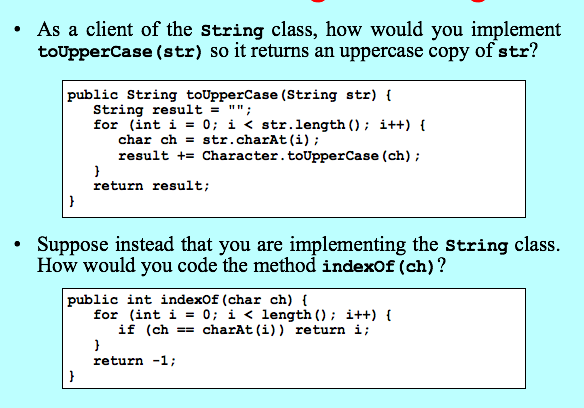 • As a client of the String class, how would you implement
toUpperCase(str) so it returns an uppercase copy of str?
public String toUpperCase(String str) {
   String result = "";
   for (int i = 0; i < str.length(); i++) {
      char ch = str.charAt(i);
      result += Character.toUpperCase(ch);
   }
   return result;
}
• Suppose instead that you are implementing the String class.
How would you code the method indexOf(ch)?
public int indexOf(char ch) {
   for (int i = 0; i < length(); i++) {
      if (ch == charAt(i)) return i;
   }
   return -1;
}